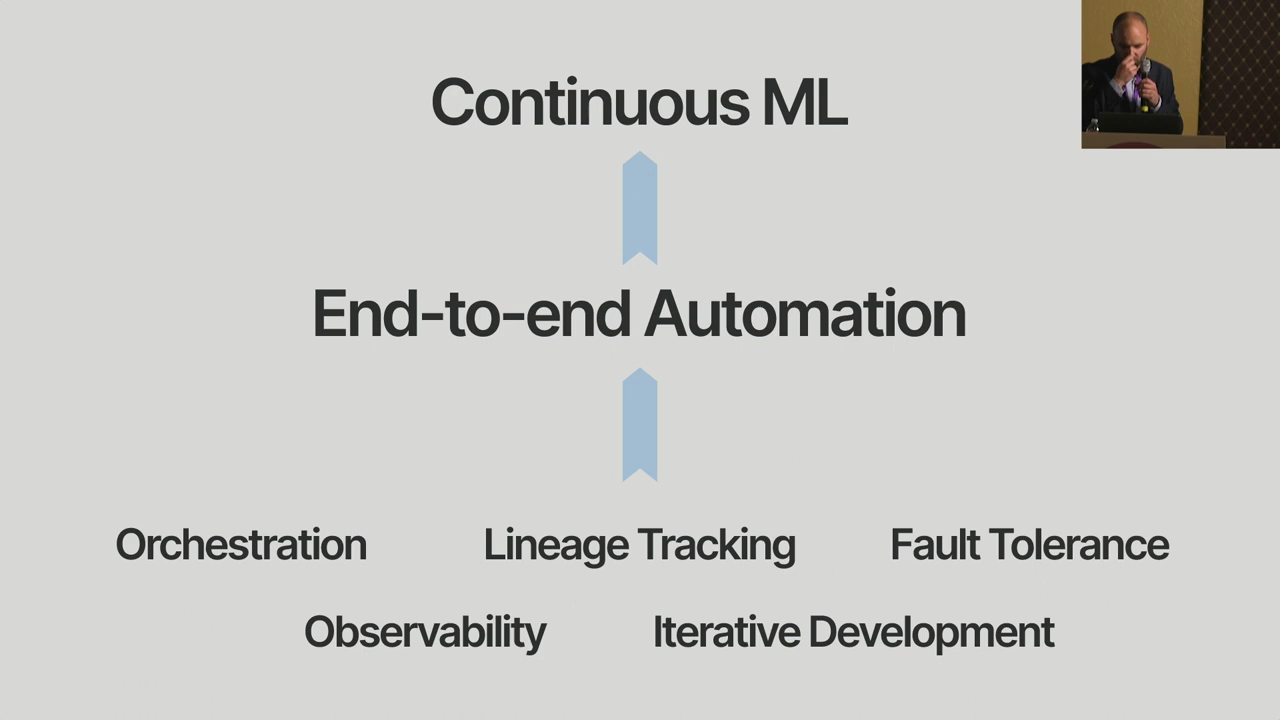 Continuous ML
End-to-end Automation
Orchestration Lineage Tracking Fault Tolerance
Observability Iterative Development